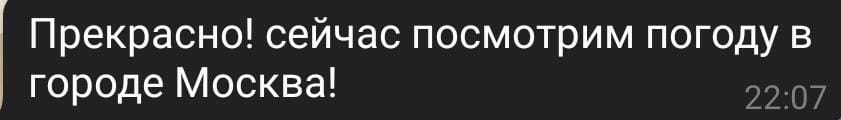 Прекрасно! сейчас посмотрим погоду в
городе Москва!
22:07